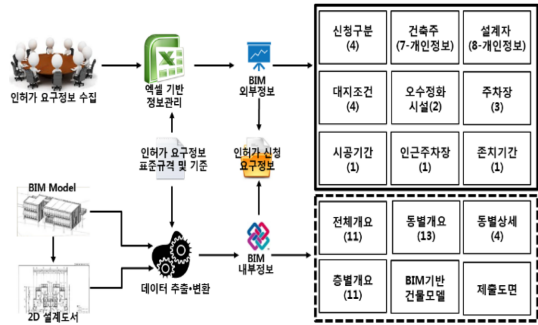 인허가 요구정보 수집
엑셀 기반
정보관리
BIM
외부정보
인허가 요구정보
표준규격 및 기준
인허가 신청
요구정보
BIM Model
2D 설계도서
데이터 추출•변환
BIM
내부정보
신청구분
(4)
건축주
(7-개인정보)
설계자
(8-개인정보)
대지조건
(4)
오수정화
시설(2)
주차장
(3)
시공기간
(1)
인근주차장
(1)
존치기간
(1)
전체개요
(11)
동별개요
(13)
동별상세
(4)
층별개요
(11)
BIM기반
건물모델
제출도면